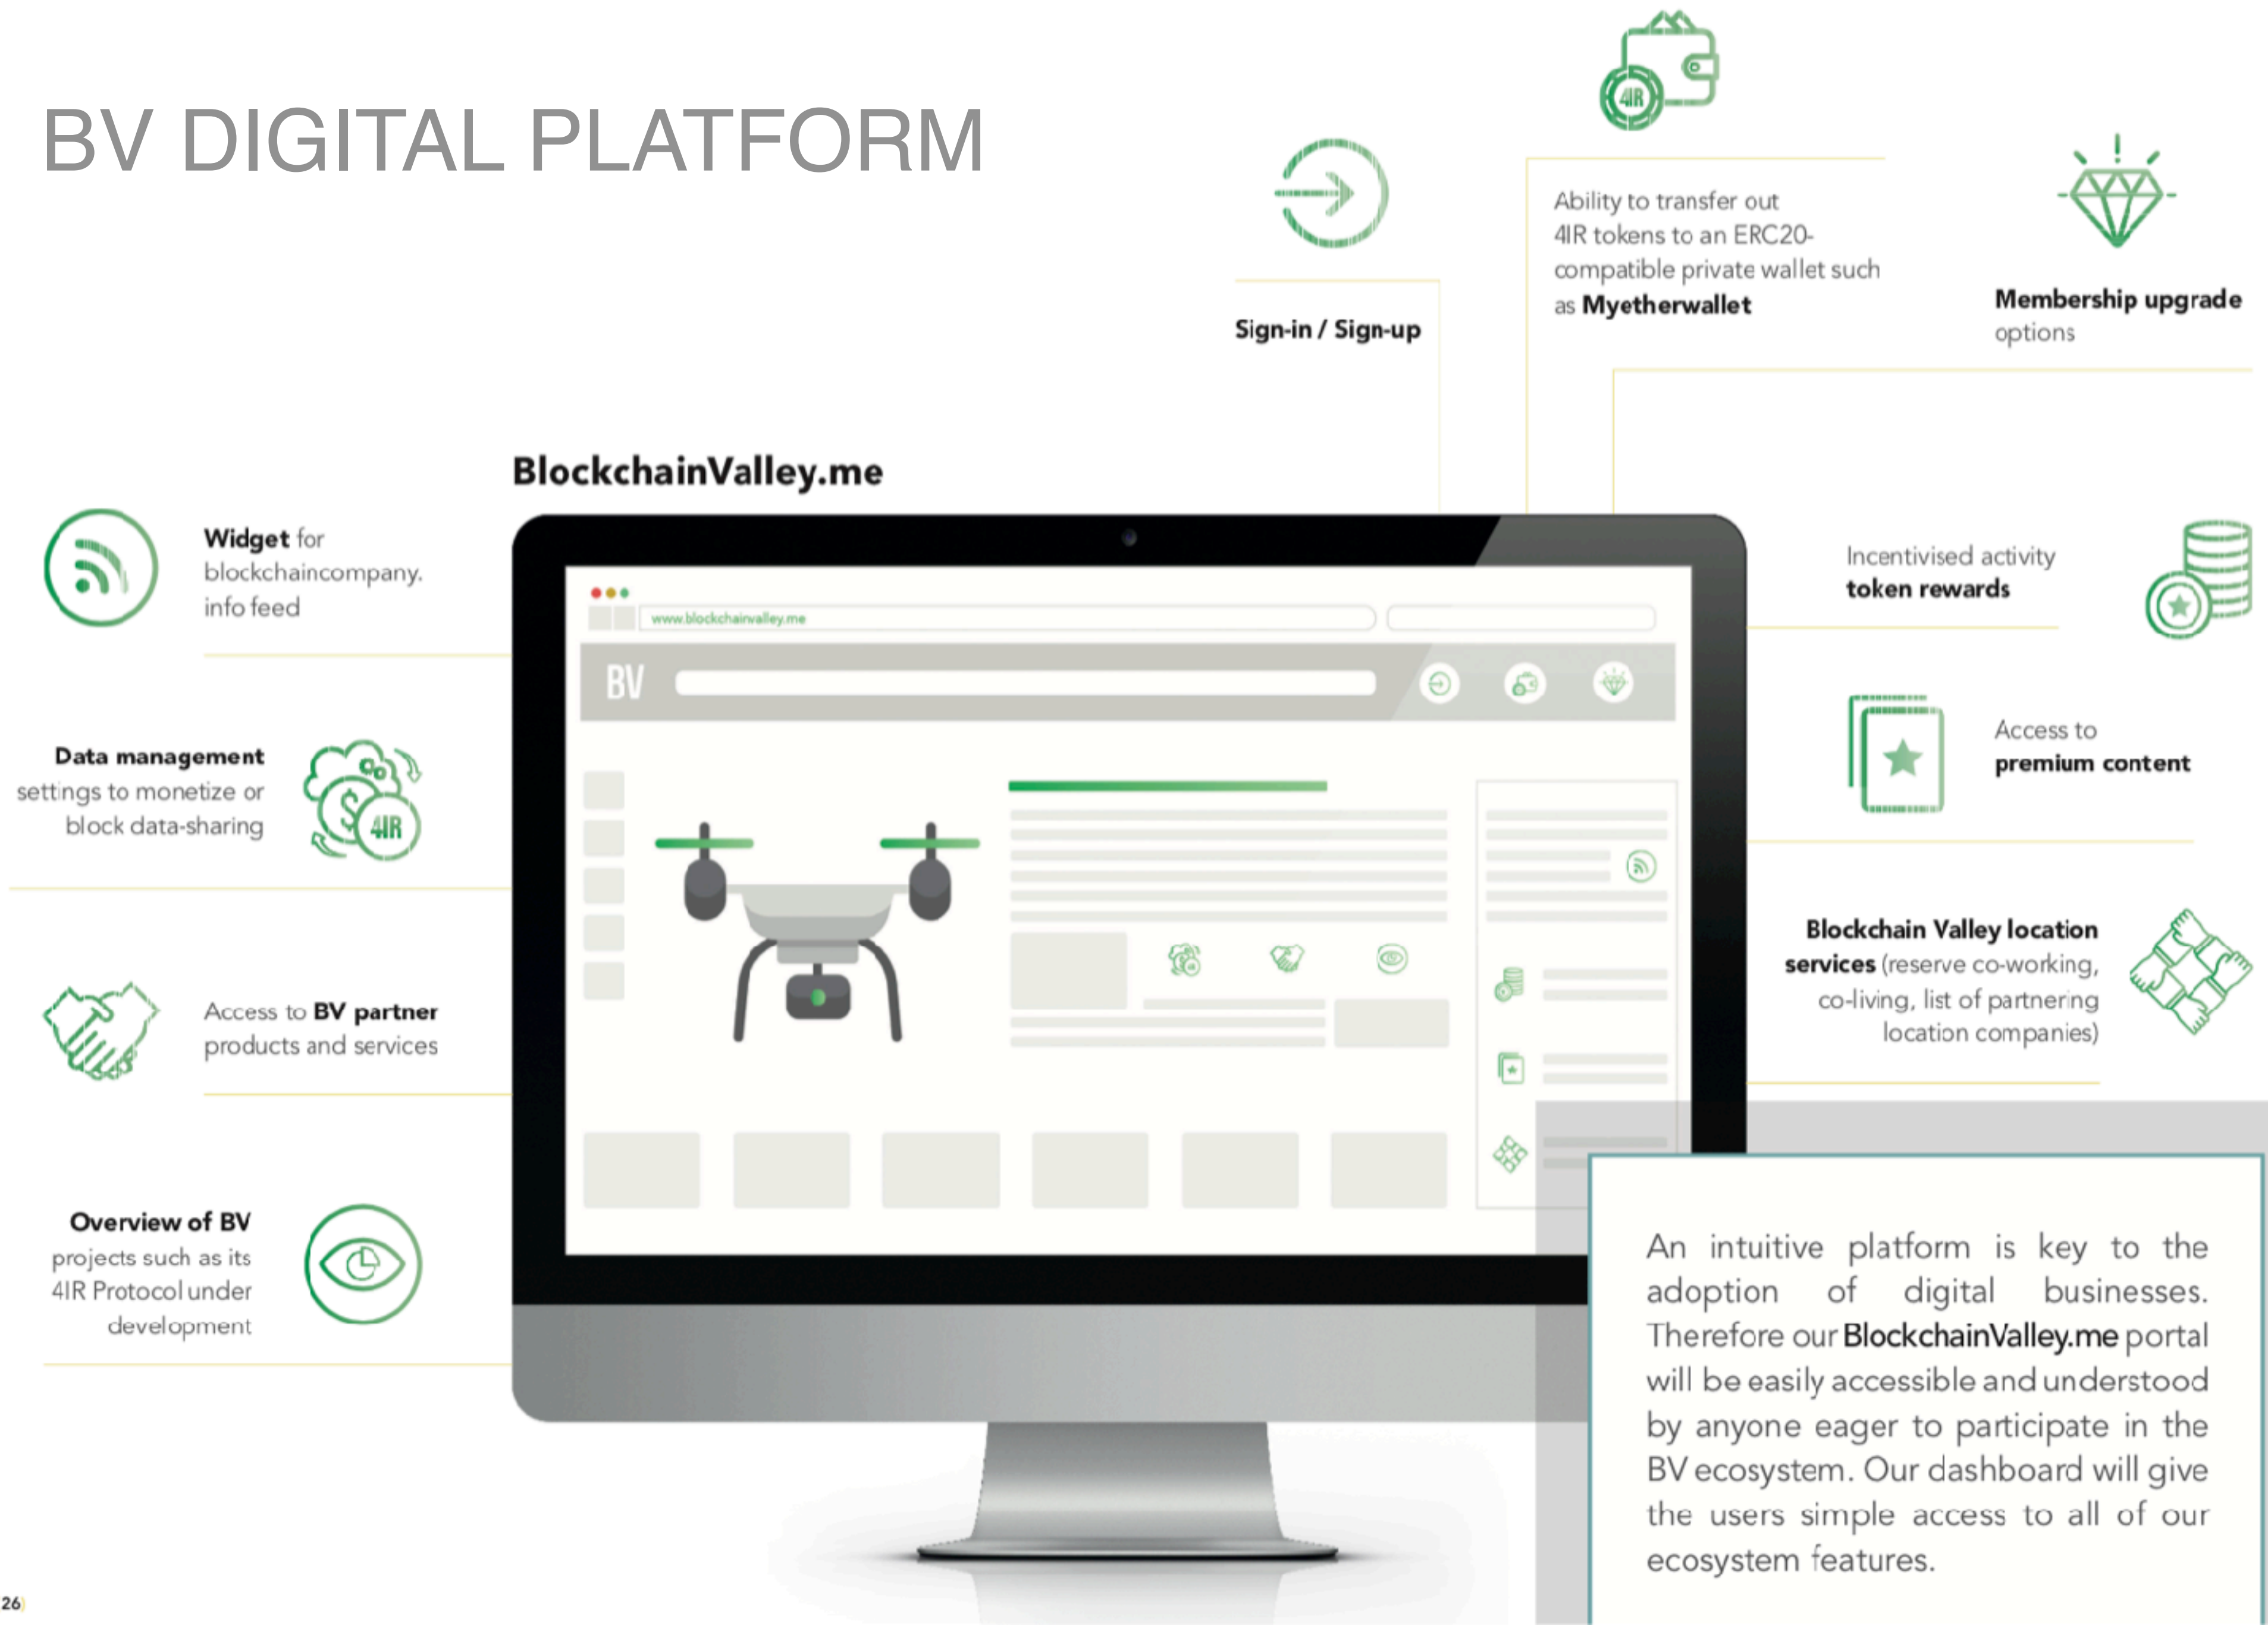 BV DIGITAL PLATFORM
4IR
Ability to transfer out
4IR tokens to an ERC20-
compatible private wallet such
as Myetherwallet
Sign-in / Sign-up
Membership upgrade
options
BlockchainValley.me
Widget for
blockchaincompany.
info feed
Data management
settings to monetize or
block data-sharing
$
4IR
Access to BV partner
products and services
Overview of BV
projects such as its
4IR Protocol under
development
www.blockchainvalley.me
BV
Incentivised activity
token rewards
Access to
premium content
Blockchain Valley location
services (reserve co-working,
co-living, list of partnering
location companies)
An intuitive platform is key to the
adoption of digital businesses.
Therefore our BlockchainValley.me portal
will be easily accessible and understood
by anyone eager to participate in the
BV ecosystem. Our dashboard will give
the users simple access to all of our
ecosystem features.
26)